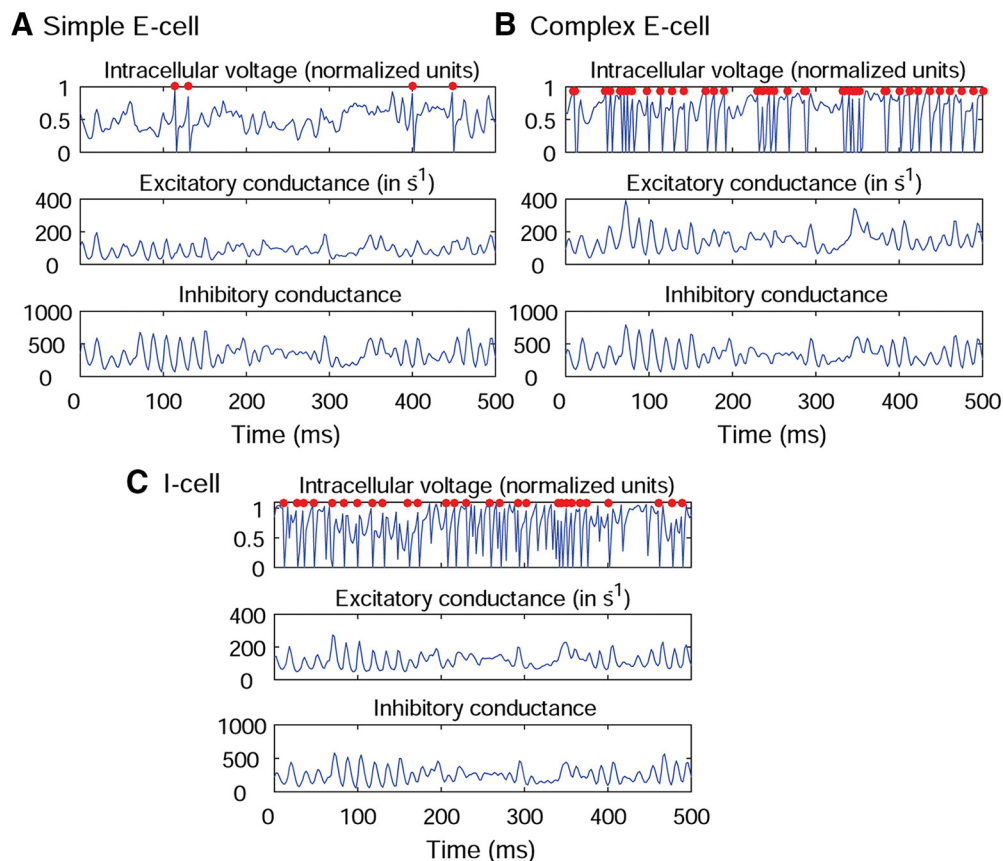 A Simple E-cell
Intracellular voltage (normalized units)
1
0.5
0
Excitatory conductance (in s⁻¹)
400
200
0
Inhibitory conductance
1000
500
0
0 100 200 300 400 500
Time (ms)
B Complex E-cell
Intracellular voltage (normalized units)
1
0.5
0
Excitatory conductance (in s⁻¹)
400
200
0
Inhibitory conductance
1000
500
0
0 100 200 300 400 500
Time (ms)
C I-cell
Intracellular voltage (normalized units)
1
0.5
0
Excitatory conductance (in s⁻¹)
400
200
0
Inhibitory conductance
1000
500
0
0 100 200 300 400 500
Time (ms)